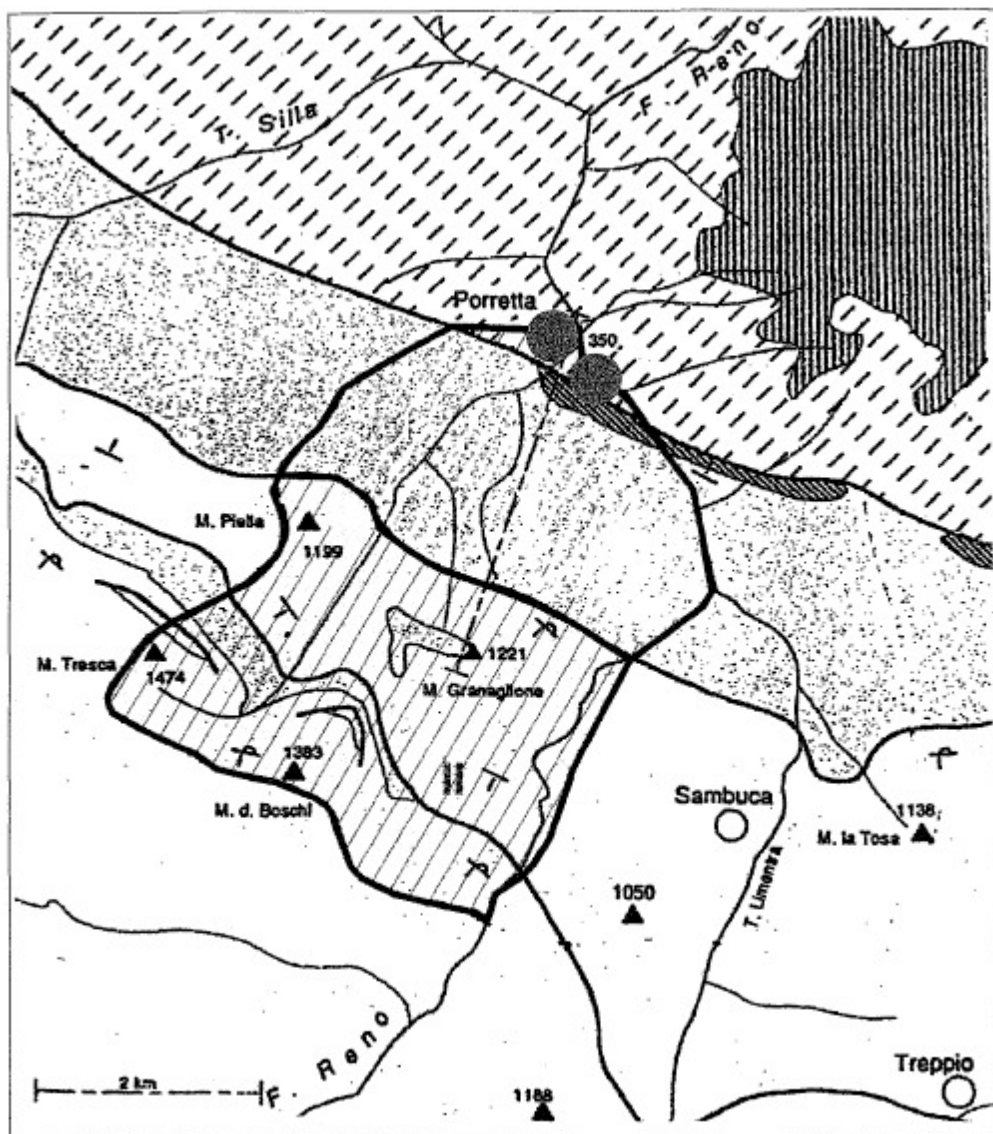 T. Silla
F. Reno
Porretta
350
M. Piella
1199
M. Tresca
1474
1221
M. Granaglione
1383
M. d. Boschi
Sambuca
1138
M. la Tosa
T. Limentra
1050
F. Reno
2 km
Treppio
1188